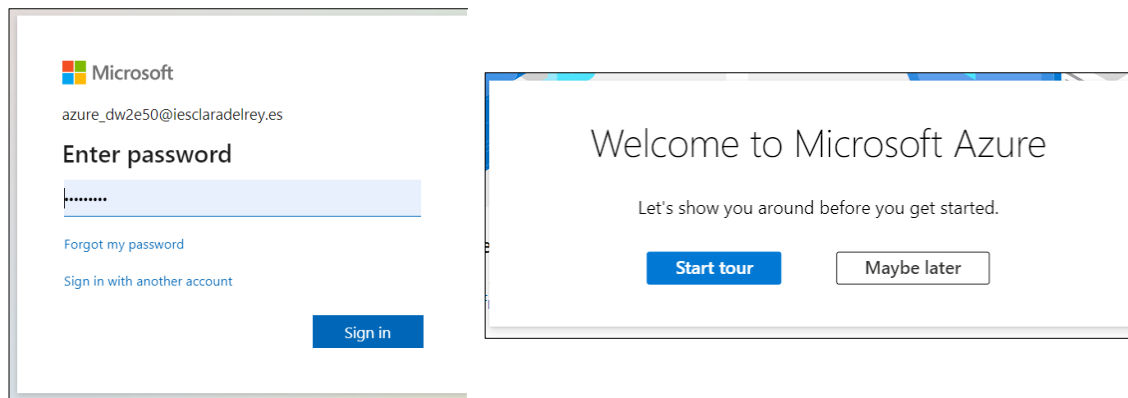 Microsoft
azure_dw2e50@iesclaradelrey.es
Enter password
Forgot my password
Sign in with another account
Sign in
Welcome to Microsoft Azure
Let's show you around before you get started.
Start tour
Maybe later